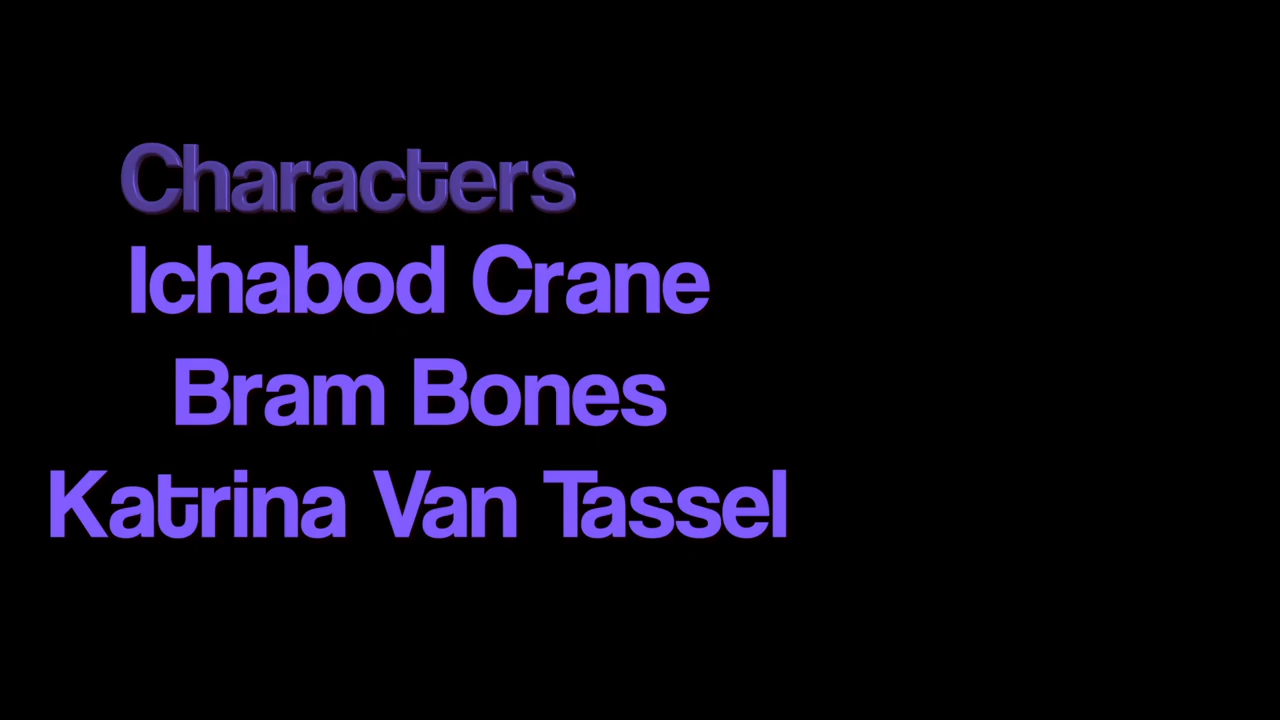 Characters
Ichabod Crane
Bram Bones
Katrina Van Tassel